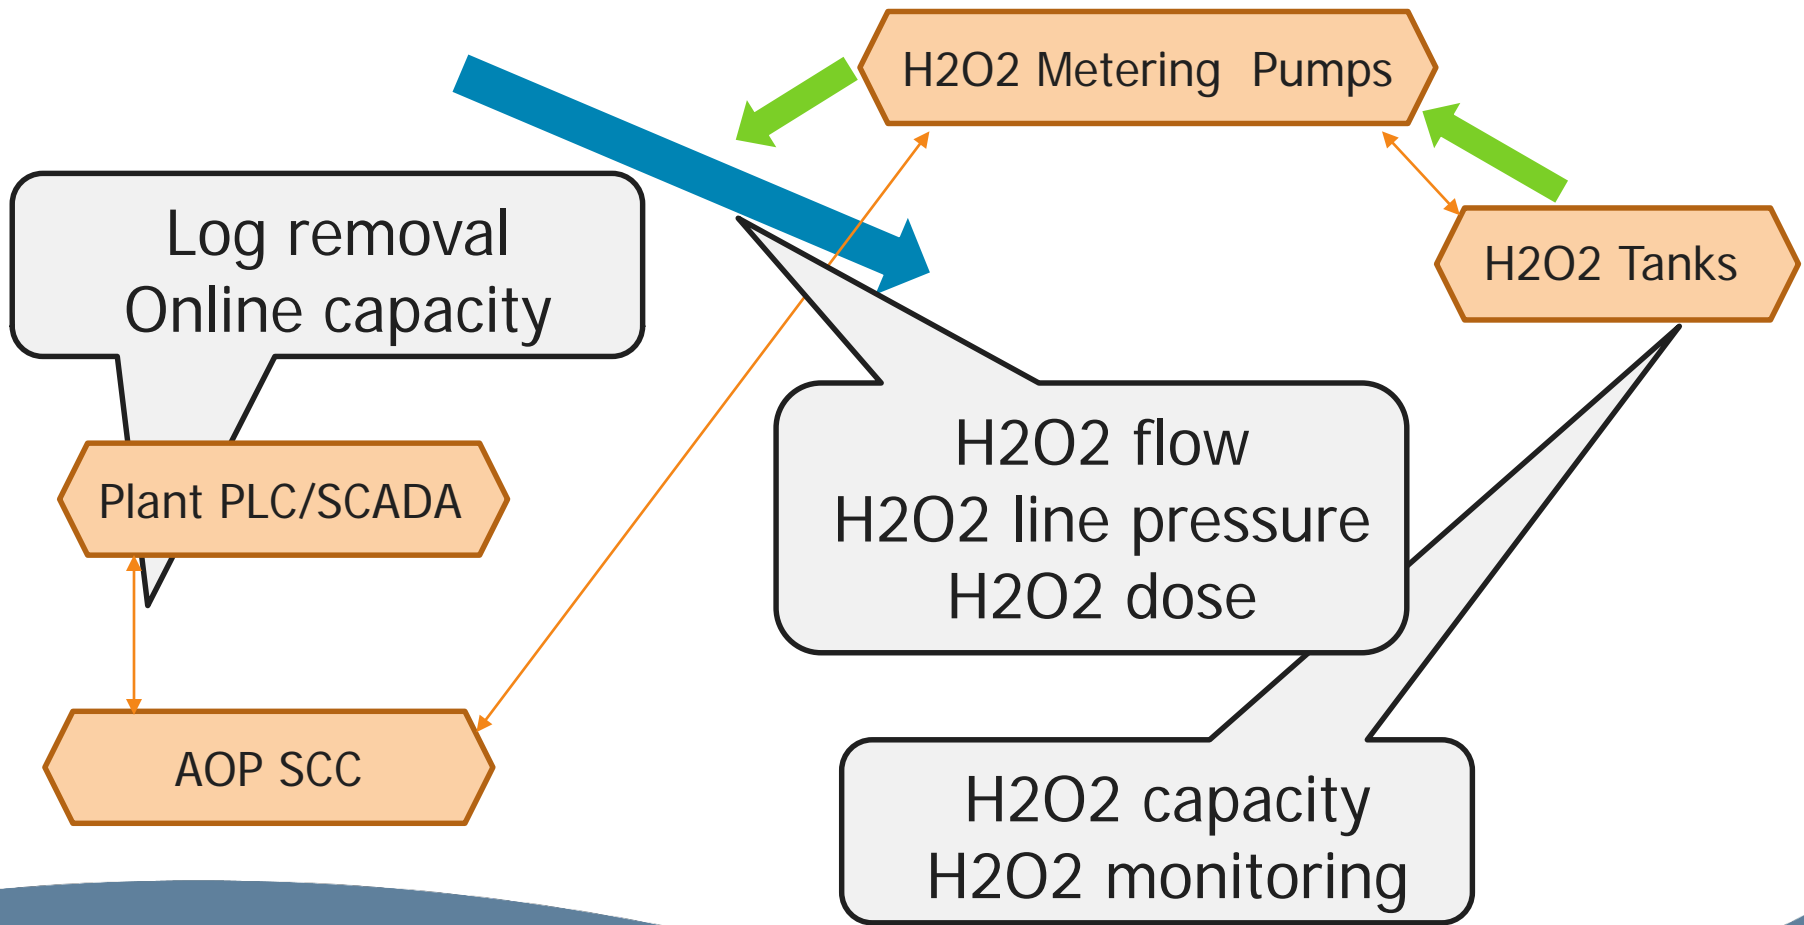 H2O2 Metering Pumps
Log removal
Online capacity
H2O2 Tanks
H2O2 flow
H2O2 line pressure
H2O2 dose
Plant PLC/SCADA
AOP SCC
H2O2 capacity
H2O2 monitoring